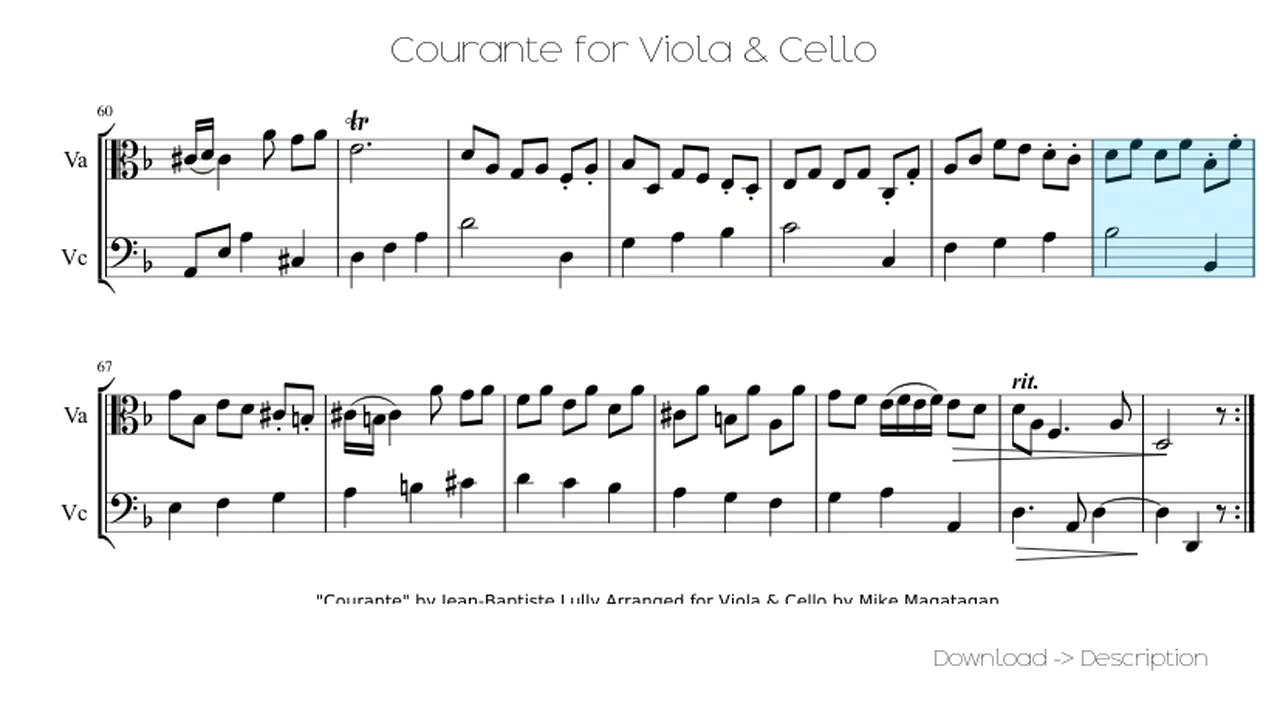 Courante for Viola & Cello
60
Va
tr
Vc
67
Va
rit.
Vc
"Courante" by Jean-Baptiste Lully Arranged for Viola & Cello by Mike Magatagan
Download -> Description